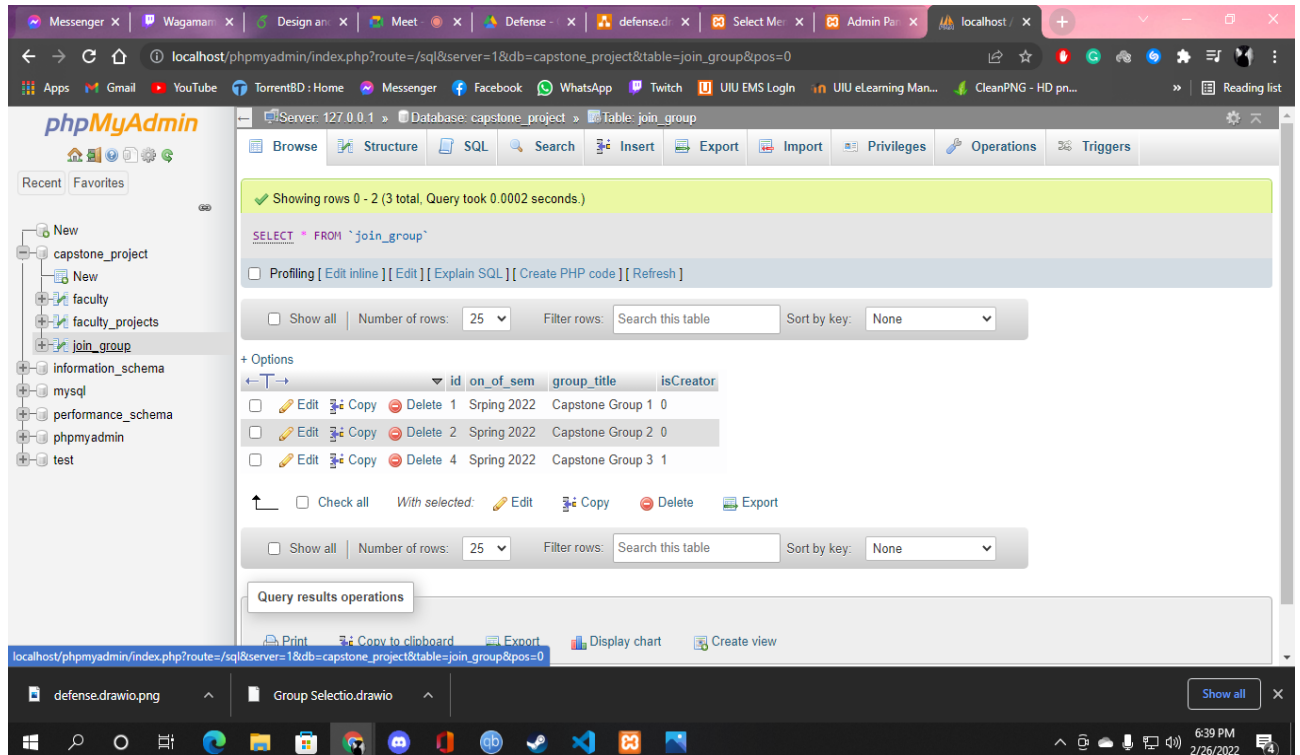 Messenger Wagamam Design and Meet - Defense - defense.dr Select Mer Admin Pan localhost /
localhost/phpmyadmin/index.php?route=/sql&server=1&db=capstone_project&table=join_group&pos=0
Apps Gmail YouTube TorrentBD : Home Messenger Facebook WhatsApp Twitch UIU EMS LogIn UIU eLearning Man... CleanPNG - HD pn... » Reading list
phpMyAdmin
Recent Favorites
New
capstone_project
New
faculty
faculty_projects
join_group
information_schema
mysql
performance_schema
phpmyadmin
test
Server: 127.0.0.1 » Database: capstone_project » Table: join_group
Browse Structure SQL Search Insert Export Import Privileges Operations Triggers
Showing rows 0 - 2 (3 total, Query took 0.0002 seconds.)
SELECT * FROM `join_group`
Profiling [ Edit inline ] [ Edit ] [ Explain SQL ] [ Create PHP code ] [ Refresh ]
Show all | Number of rows: 25 Filter rows: Search this table Sort by key: None
+ Options
←T→ id on_of_sem group_title isCreator
Edit Copy Delete 1 Srping 2022 Capstone Group 1 0
Edit Copy Delete 2 Spring 2022 Capstone Group 2 0
Edit Copy Delete 4 Spring 2022 Capstone Group 3 1
Check all With selected: Edit Copy Delete Export
Show all | Number of rows: 25 Filter rows: Search this table Sort by key: None
Query results operations
Print Copy to clipboard Export Display chart Create view
localhost/phpmyadmin/index.php?route=/sql&server=1&db=capstone_project&table=join_group&pos=0
defense.drawio.png Group Selectio.drawio Show all
6:39 PM
2/26/2022
4